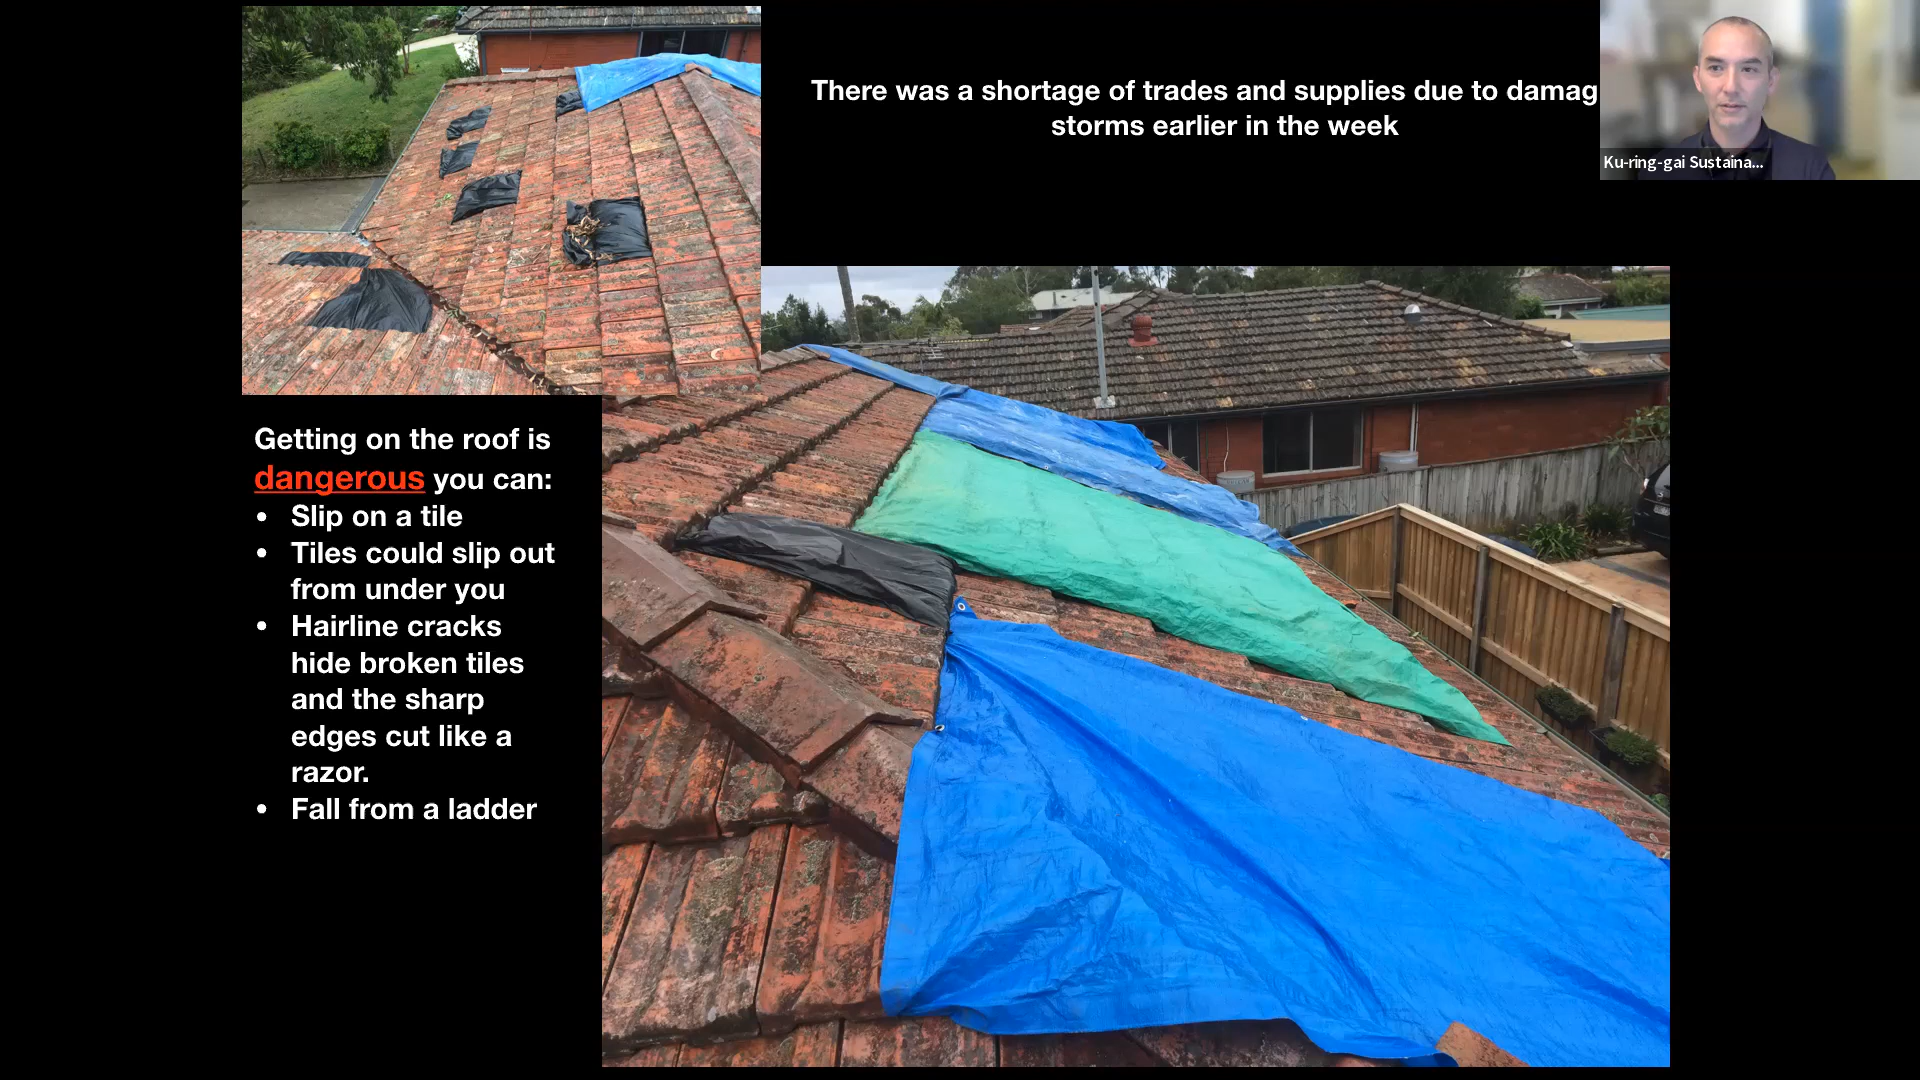 There was a shortage of trades and supplies due to damag
storms earlier in the week
Ku-ring-gai Sustaina...
Getting on the roof is
dangerous you can:
• Slip on a tile
• Tiles could slip out
from under you
• Hairline cracks
hide broken tiles
and the sharp
edges cut like a
razor.
• Fall from a ladder